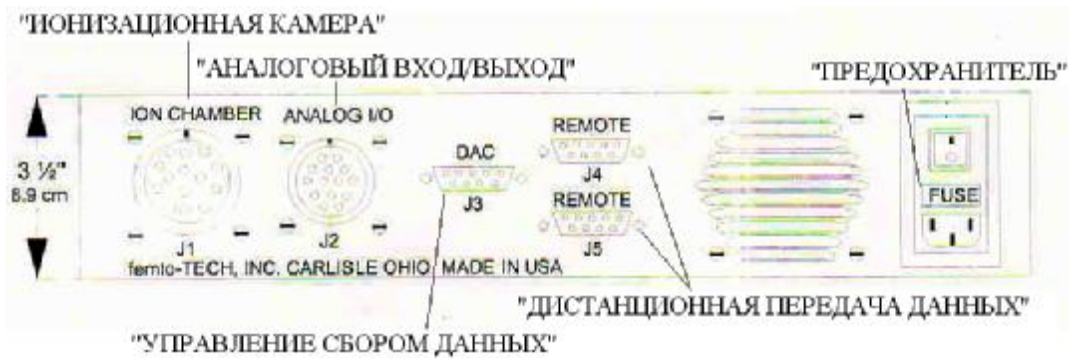 "ИОНИЗАЦИОННАЯ КАМЕРА"
"АНАЛОГОВЫЙ ВХОД/ВЫХОД"
"ПРЕДОХРАНИТЕЛЬ"
ION CHAMBER
ANALOG I/O
REMOTE
DAC
J4
3 ½"
8.9 cm
J3
REMOTE
FUSE
J1
J2
J5
femto-TECH, INC. CARLISLE OHIO MADE IN USA
"ДИСТАНЦИОННАЯ ПЕРЕДАЧА ДАННЫХ"
"УПРАВЛЕНИЕ СБОРОМ ДАННЫХ"